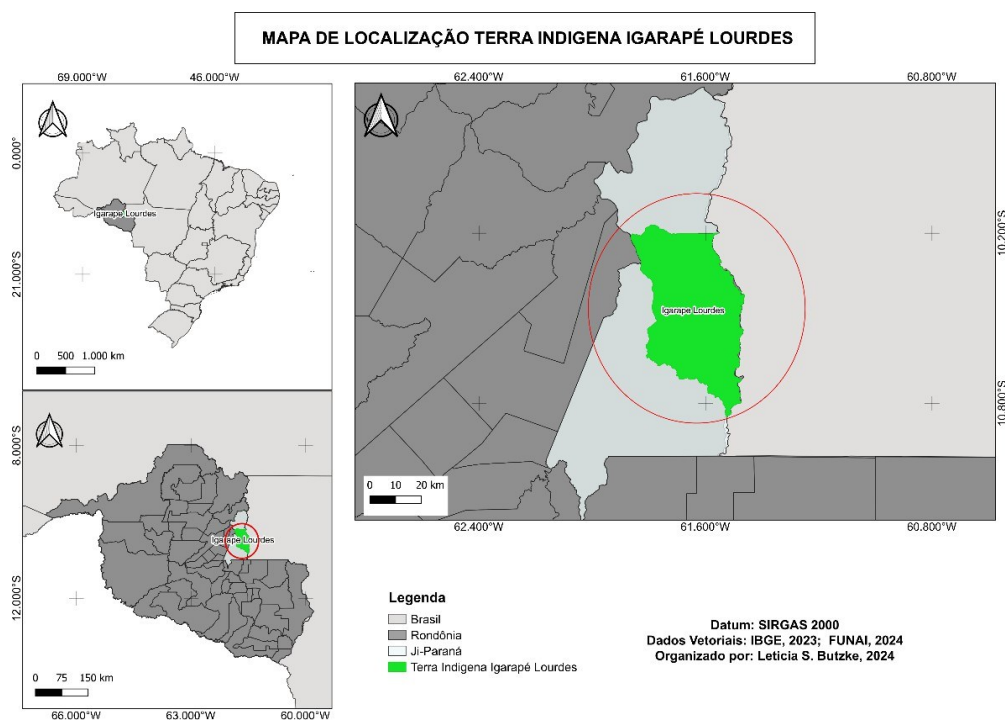 MAPA DE LOCALIZAÇÃO TERRA INDIGENA IGARAPÉ LOURDES
69.000°W 46.000°W
0.000°
21.000°S
Igarape Lourdes
0 500 1.000 km
62.400°W 61.600°W 60.800°W
10.200°S
10.800°S
Igarape Lourdes
0 10 20 km
62.400°W 61.600°W 60.800°W
8.000°S
12.000°S
Igarape Lourdes
0 75 150 km
66.000°W 63.000°W 60.000°W
Legenda
Brasil
Rondônia
Ji-Paraná
Terra Indigena Igarapé Lourdes
Datum: SIRGAS 2000
Dados Vetoriais: IBGE, 2023; FUNAI, 2024
Organizado por: Leticia S. Butzke, 2024